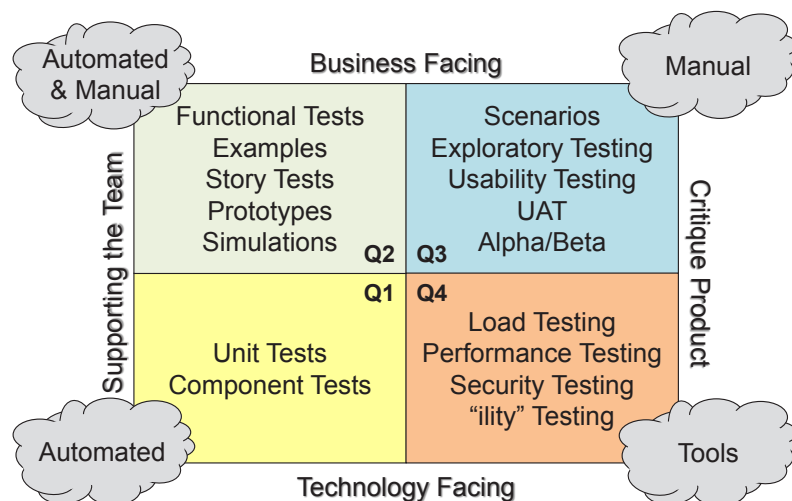 Automated
& Manual
Business Facing
Manual
Supporting the Team
Functional Tests
Examples
Story Tests
Prototypes
Simulations
Q2
Scenarios
Exploratory Testing
Usability Testing
UAT
Alpha/Beta
Q3
Critique Product
Q1
Unit Tests
Component Tests
Q4
Load Testing
Performance Testing
Security Testing
“ility” Testing
Automated
Technology Facing
Tools